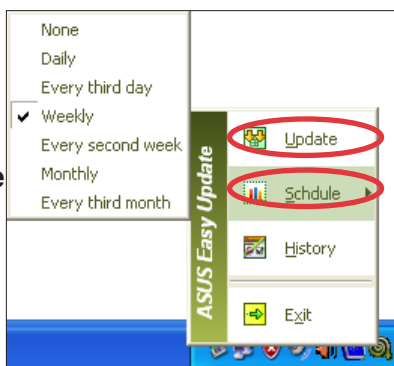 None
Daily
Every third day
Weekly
Every second week
Monthly
Every third month
e
ASUS Easy Update
Update
Schdule
History
Exit